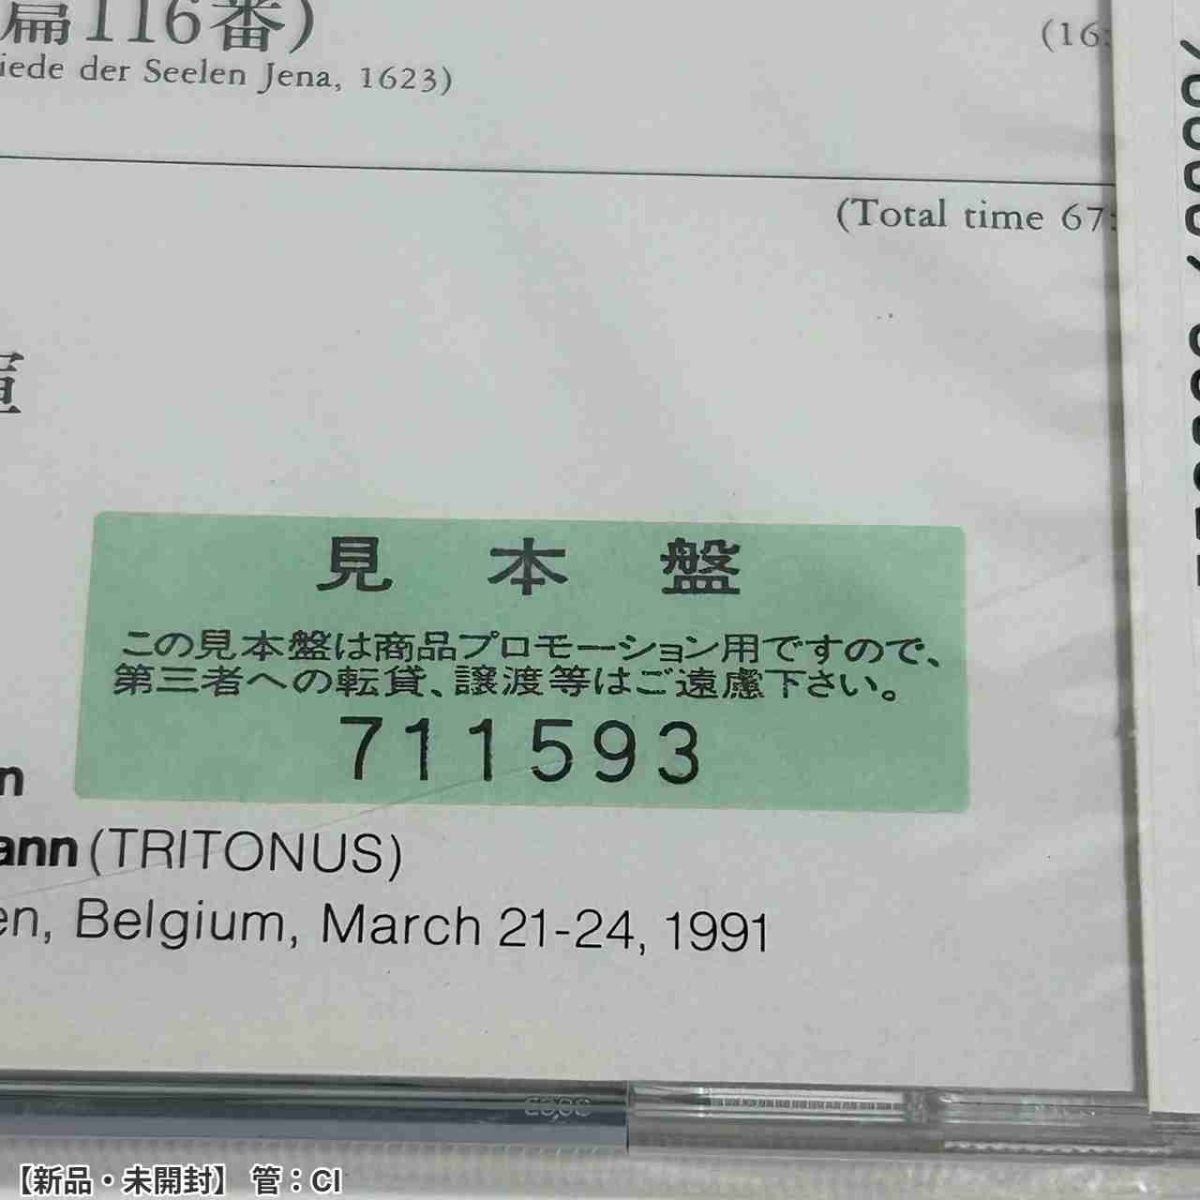 篇116番)
iede der Seelen Jena, 1623)
(16:
(Total time 67:
見本盤
この見本盤は商品プロモーション用ですので、
第三者への転貸、譲渡等はご遠慮下さい。
711593
n
ann (TRITONUS)
en, Belgium, March 21-24, 1991
【新品・未開封】 管:CI